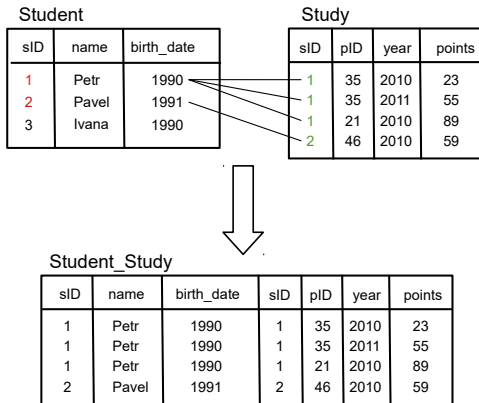 Student
sID name birth_date
1 Petr 1990
2 Pavel 1991
3 Ivana 1990
Study
sID pID year points
1 35 2010 23
1 35 2011 55
1 21 2010 89
2 46 2010 59
Student_Study
sID name birth_date sID pID year points
1 Petr 1990 1 35 2010 23
1 Petr 1990 1 35 2011 55
1 Petr 1990 1 21 2010 89
2 Pavel 1991 2 46 2010 59